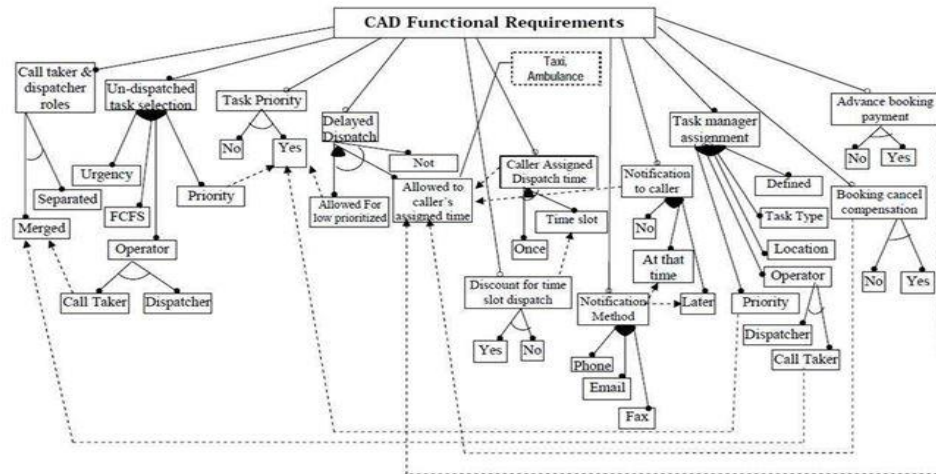 CAD Functional Requirements
Taxi,
Ambulance
Call taker &
dispatcher
roles
Un-dispatched
task selection
Task Priority
Delayed
Dispatch
Caller Assigned
Dispatch time
Notification
to caller
Task manager
assignment
Advance booking
payment
No
Yes
No
Yes
Not
Urgency
Separated
FCFS
Priority
Allowed For
low prioritized
Allowed to
caller's
assigned time
Time slot
Once
No
Defined
Task Type
Location
Operator
Booking cancel
compensation
Merged
Operator
At that
time
Call Taker
Dispatcher
Discount for time
slot dispatch
Notification
Method
Later
Priority
No
Yes
Dispatcher
Call Taker
Yes
No
Phone
Email
Fax